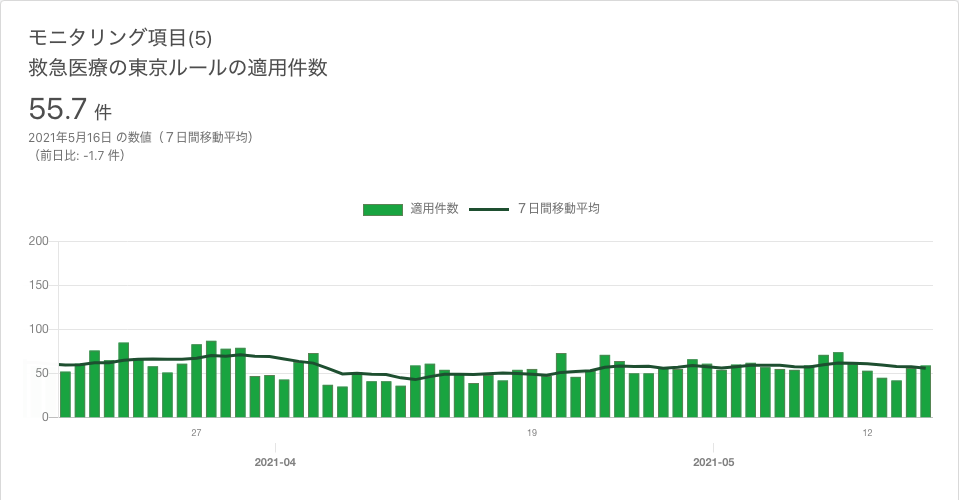 モニタリング項目(5)
救急医療の東京ルールの適用件数
55.7 件
2021年5月16日 の数値（７日間移動平均）
（前日比: -1.7 件）
適用件数 ７日間移動平均
200
150
100
50
0
27 19 12
2021-04 2021-05